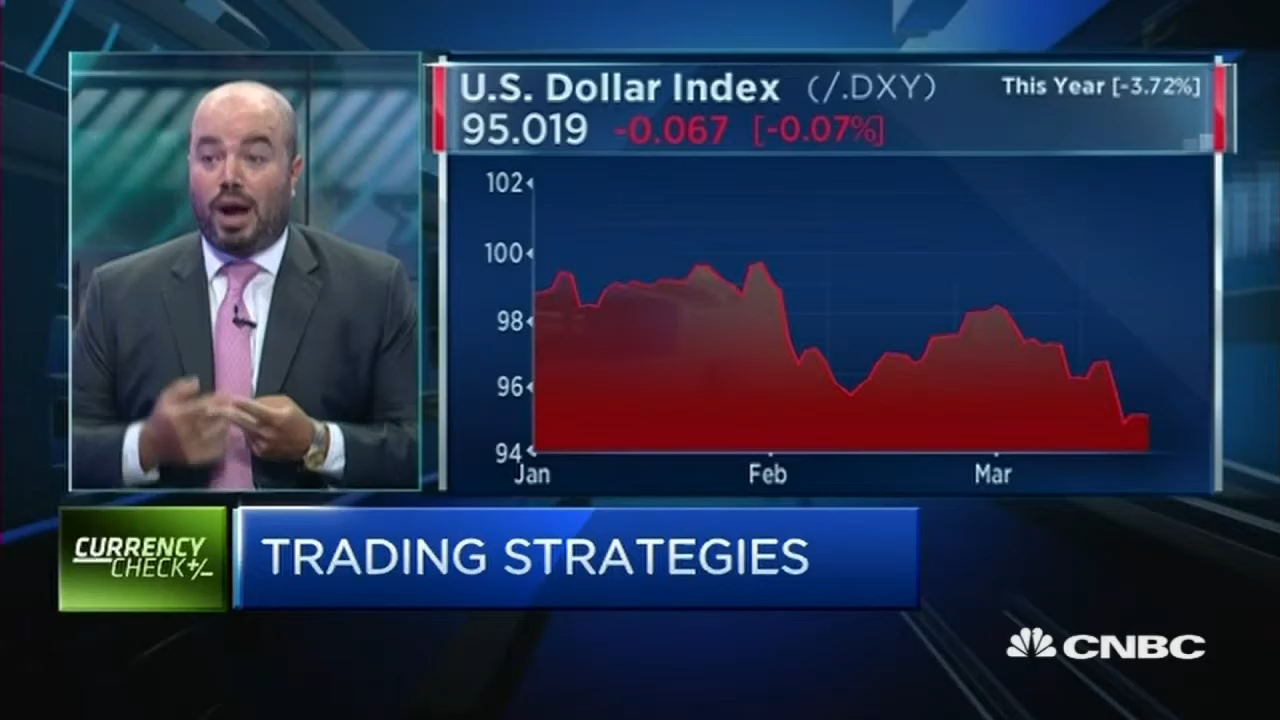 U.S. Dollar Index (/.DXY) This Year [-3.72%]
95.019 -0.067 [-0.07%]
102
100
98
96
94
Jan Feb Mar
CURRENCY
CHECK+/-
TRADING STRATEGIES
CNBC